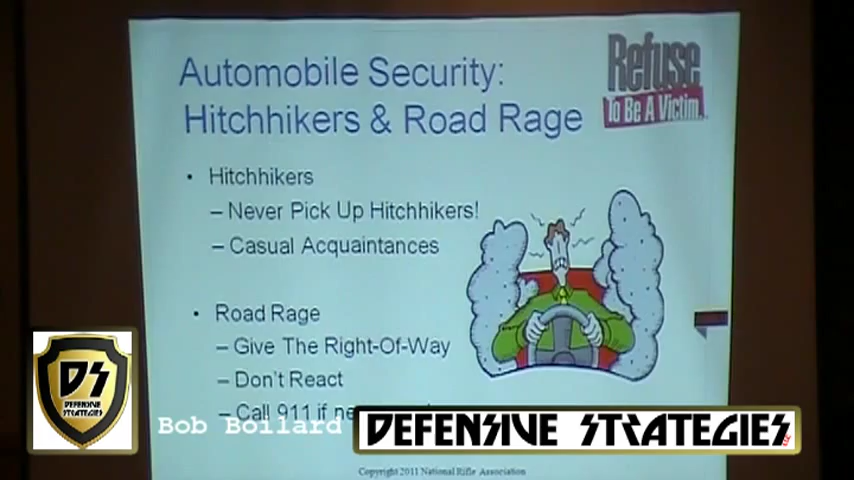 Automobile Security:
Hitchhikers & Road Rage
Refuse
To Be A Victim
• Hitchhikers
– Never Pick Up Hitchhikers!
– Casual Acquaintances
• Road Rage
– Give The Right-Of-Way
– Don't React
– Call 911 if
DS
DEFENSIVE
STRATEGIES
Bob Boilard
DEFENSIVE STRATEGIES
Copyright 2011 National Rifle Association